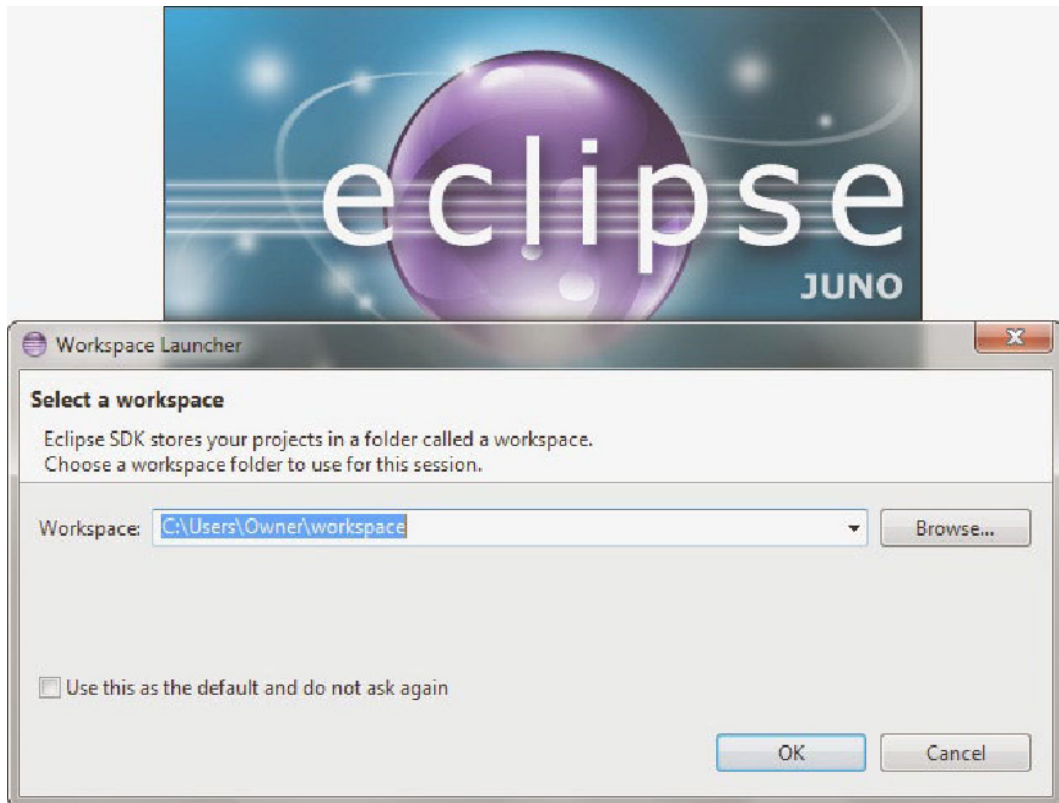 eclipse
JUNO
Workspace Launcher
Select a workspace
Eclipse SDK stores your projects in a folder called a workspace.
Choose a workspace folder to use for this session.
Workspace: C:\Users\Owner\workspace Browse...
Use this as the default and do not ask again
OK Cancel